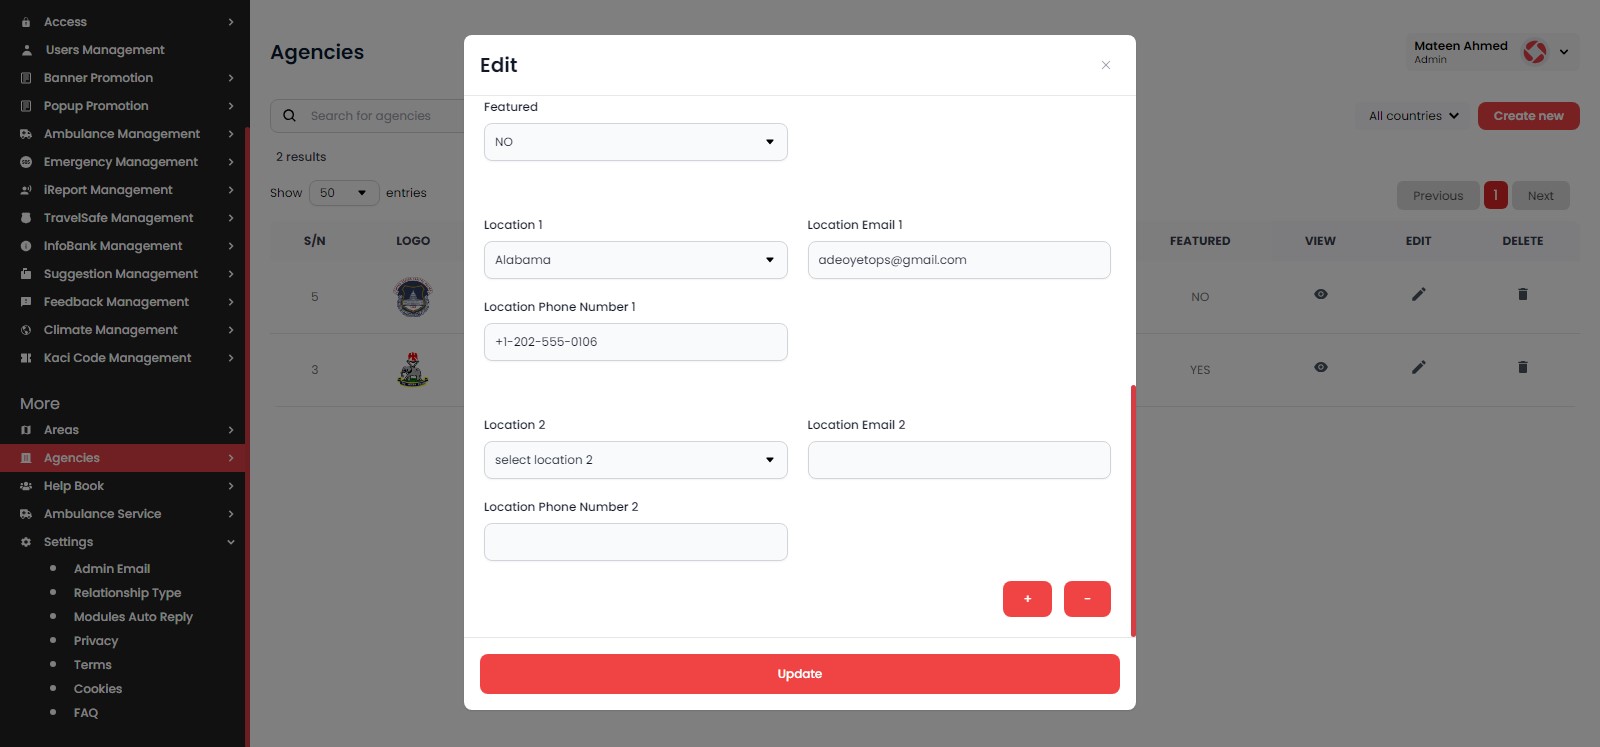 Access
Users Management
Banner Promotion
Popup Promotion
Ambulance Management
Emergency Management
iReport Management
TravelSafe Management
InfoBank Management
Suggestion Management
Feedback Management
Climate Management
Kaci Code Management
More
Areas
Agencies
Help Book
Ambulance Service
Settings
Admin Email
Relationship Type
Modules Auto Reply
Privacy
Terms
Cookies
FAQ
Agencies
Mateen Ahmed
Admin
Search for agencies
All countries
Create new
2 results
Show 50 entries
Previous 1 Next
S/N LOGO FEATURED VIEW EDIT DELETE
5 NO
3 YES
Edit
×
Featured
NO
Location 1 Location Email 1
Alabama adeoyetops@gmail.com
Location Phone Number 1
+1-202-555-0106
Location 2 Location Email 2
select location 2
Location Phone Number 2
+ -
Update